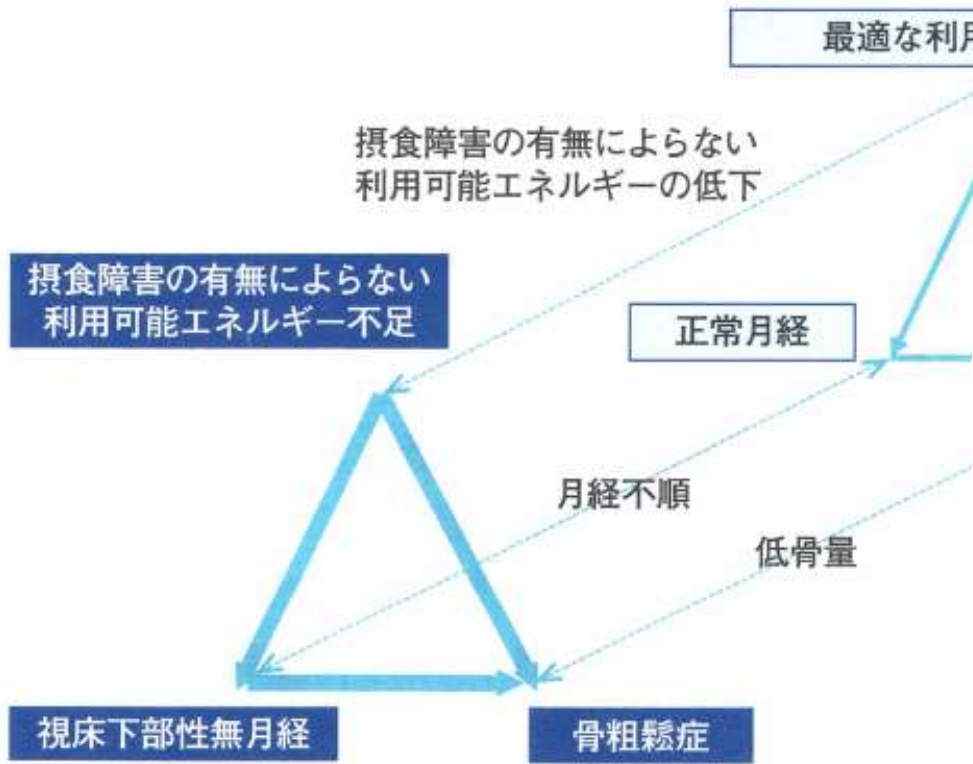 最適な利用
摂食障害の有無によらない
利用可能エネルギーの低下
摂食障害の有無によらない
利用可能エネルギー不足
正常月経
月経不順
低骨量
視床下部性無月経
骨粗鬆症